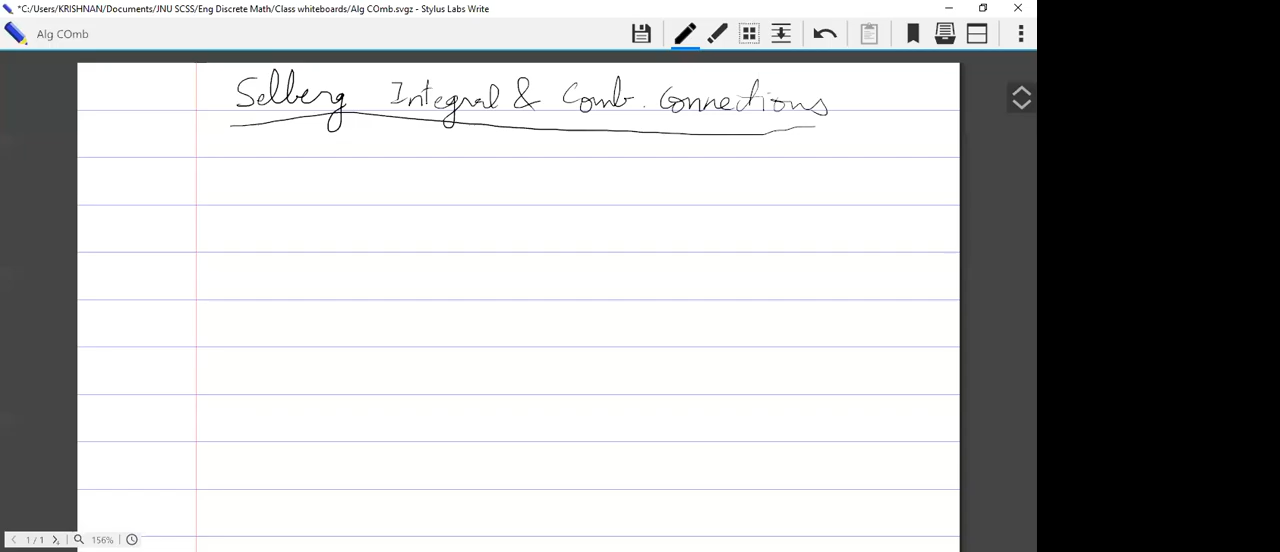 *C:/Users/KRISHNAN/Documents/JNU SCSS/Eng Discrete Math/Class whiteboards/Alg COmb.svgz - Stylus Labs Write
Alg COmb
Selberg Integral & Comb. Connections
1 / 1
156%